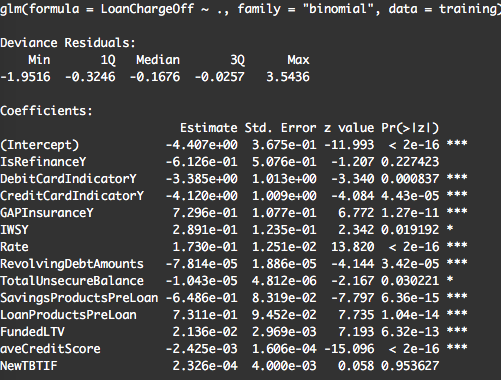 glm(formula = LoanChargeOff ~ ., family = "binomial", data = training)
Deviance Residuals:
Min 1Q Median 3Q Max
-1.9516 -0.3246 -0.1676 -0.0257 3.5436
Coefficients:
Estimate Std. Error z value Pr(>|z|)
(Intercept) -4.407e+00 3.675e-01 -11.993 < 2e-16 ***
IsRefinanceY -6.126e-01 5.076e-01 -1.207 0.227423
DebitCardIndicatorY -3.385e+00 1.013e+00 -3.340 0.000837 ***
CreditCardIndicatorY -4.120e+00 1.009e+00 -4.084 4.43e-05 ***
GAPInsuranceY 7.296e-01 1.077e-01 6.772 1.27e-11 ***
IWSY 2.891e-01 1.235e-01 2.342 0.019192 *
Rate 1.730e-01 1.251e-02 13.820 < 2e-16 ***
RevolvingDebtAmounts -7.814e-05 1.886e-05 -4.144 3.42e-05 ***
TotalUnsecureBalance -1.043e-05 4.812e-06 -2.167 0.030221 *
SavingsProductsPreLoan -6.486e-01 8.319e-02 -7.797 6.36e-15 ***
LoanProductsPreLoan 7.311e-01 9.452e-02 7.735 1.04e-14 ***
FundedLTV 2.136e-02 2.969e-03 7.193 6.32e-13 ***
aveCreditScore -2.425e-03 1.606e-04 -15.096 < 2e-16 ***
NewTBTIF 2.326e-04 4.000e-03 0.058 0.953627